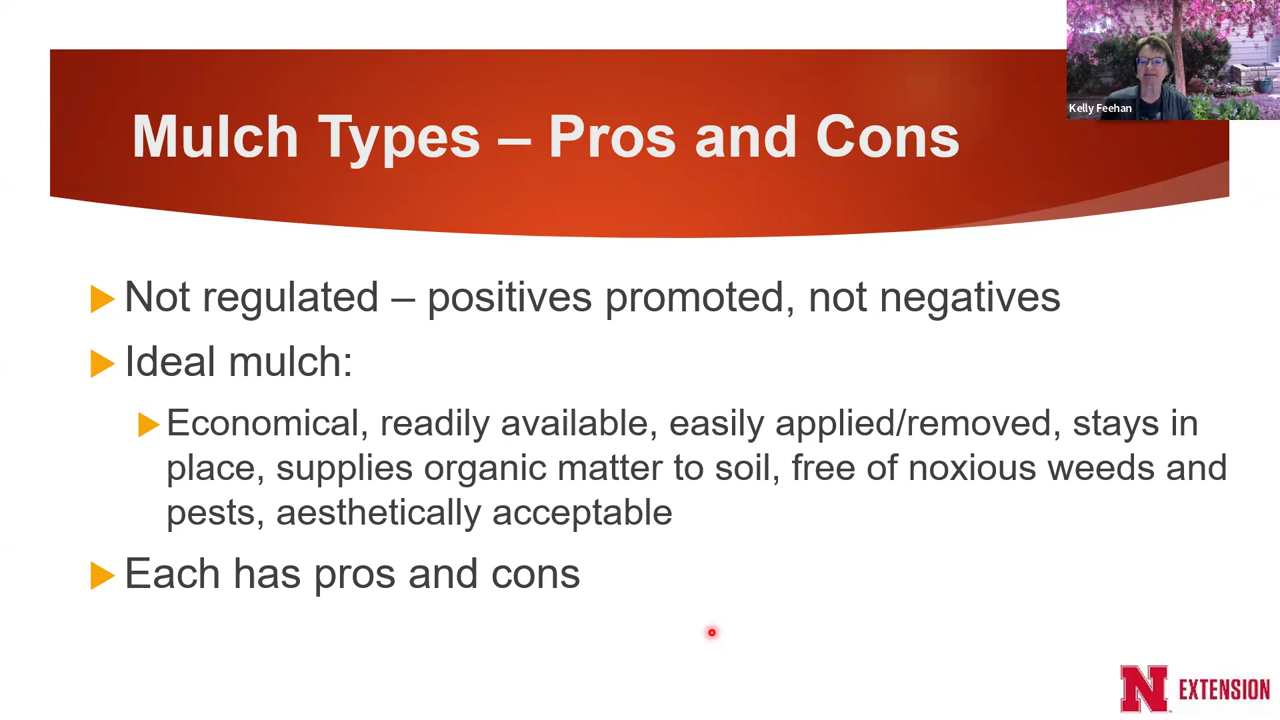 Kelly Feehan
Mulch Types – Pros and Cons
Not regulated – positives promoted, not negatives
Ideal mulch:
Economical, readily available, easily applied/removed, stays in
place, supplies organic matter to soil, free of noxious weeds and
pests, aesthetically acceptable
Each has pros and cons
N EXTENSION